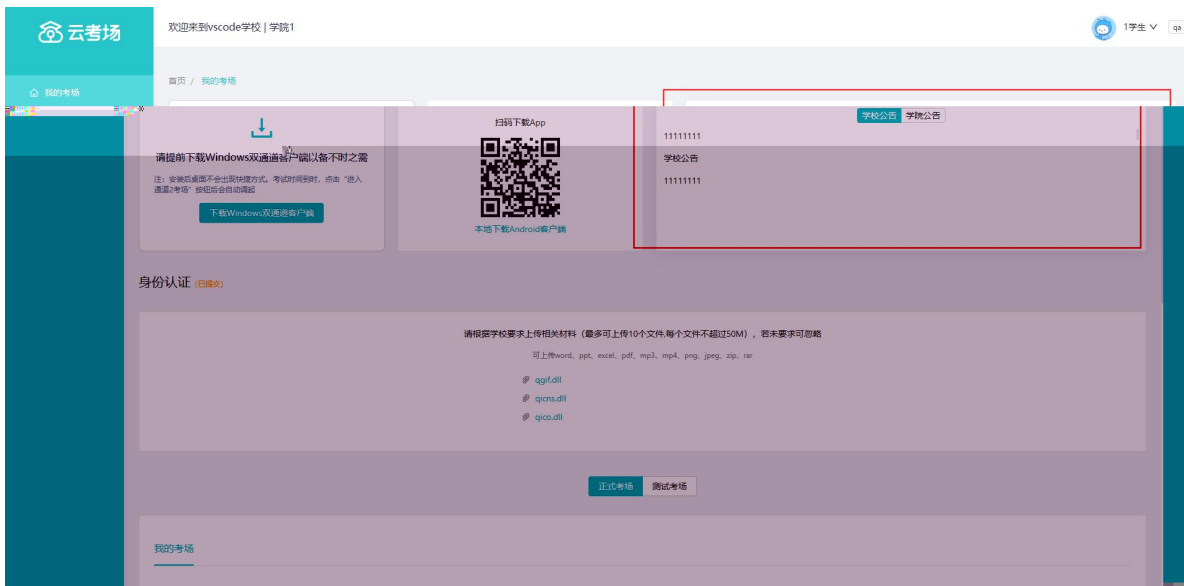 云考场
欢迎来到vscode学校 | 学院1
1学生
qa
首页 / 我的考场
我的考场
请提前下载Windows双通道客户端以备不时之需
注：安装后桌面不会出现快捷方式。考试时间到时，点击“进入
通道2考场”按钮后会自动调起
下载Windows双通道客户端
扫码下载App
本地下载Android客户端
学校公告 学院公告
11111111
学校公告
11111111
身份认证 (已提交)
请根据学校要求上传相关材料（最多可上传10个文件,每个文件不超过50M），若未要求可忽略
可上传word、ppt、excel、pdf、mp3、mp4、png、jpeg、zip、rar
qgif.dll
qicns.dll
qico.dll
正式考场 测试考场
我的考场